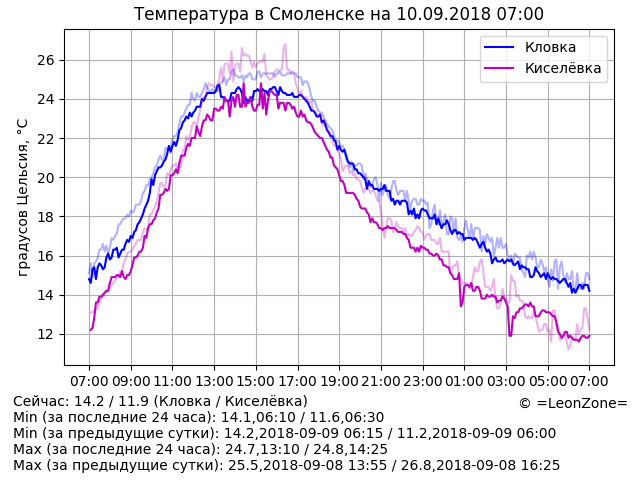 Температура в Смоленске на 10.09.2018 07:00
Кловка
Киселёвка
градусов Цельсия, °C
26
24
22
20
18
16
14
12
07:00 09:00 11:00 13:00 15:00 17:00 19:00 21:00 23:00 01:00 03:00 05:00 07:00
Сейчас: 14.2 / 11.9 (Кловка / Киселёвка)
© =LeonZone=
Min (за последние 24 часа): 14.1,06:10 / 11.6,06:30
Min (за предыдущие сутки): 14.2,2018-09-09 06:15 / 11.2,2018-09-09 06:00
Max (за последние 24 часа): 24.7,13:10 / 24.8,14:25
Max (за предыдущие сутки): 25.5,2018-09-08 13:55 / 26.8,2018-09-08 16:25